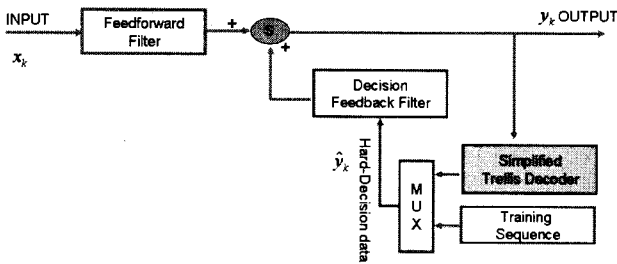 INPUT
x_k
Feedforward
Filter
+
S
+
y_k OUTPUT
Decision
Feedback Filter
ŷ_k
Hard-Decision data
M
U
X
Simplified
Trellis Decoder
Training
Sequence